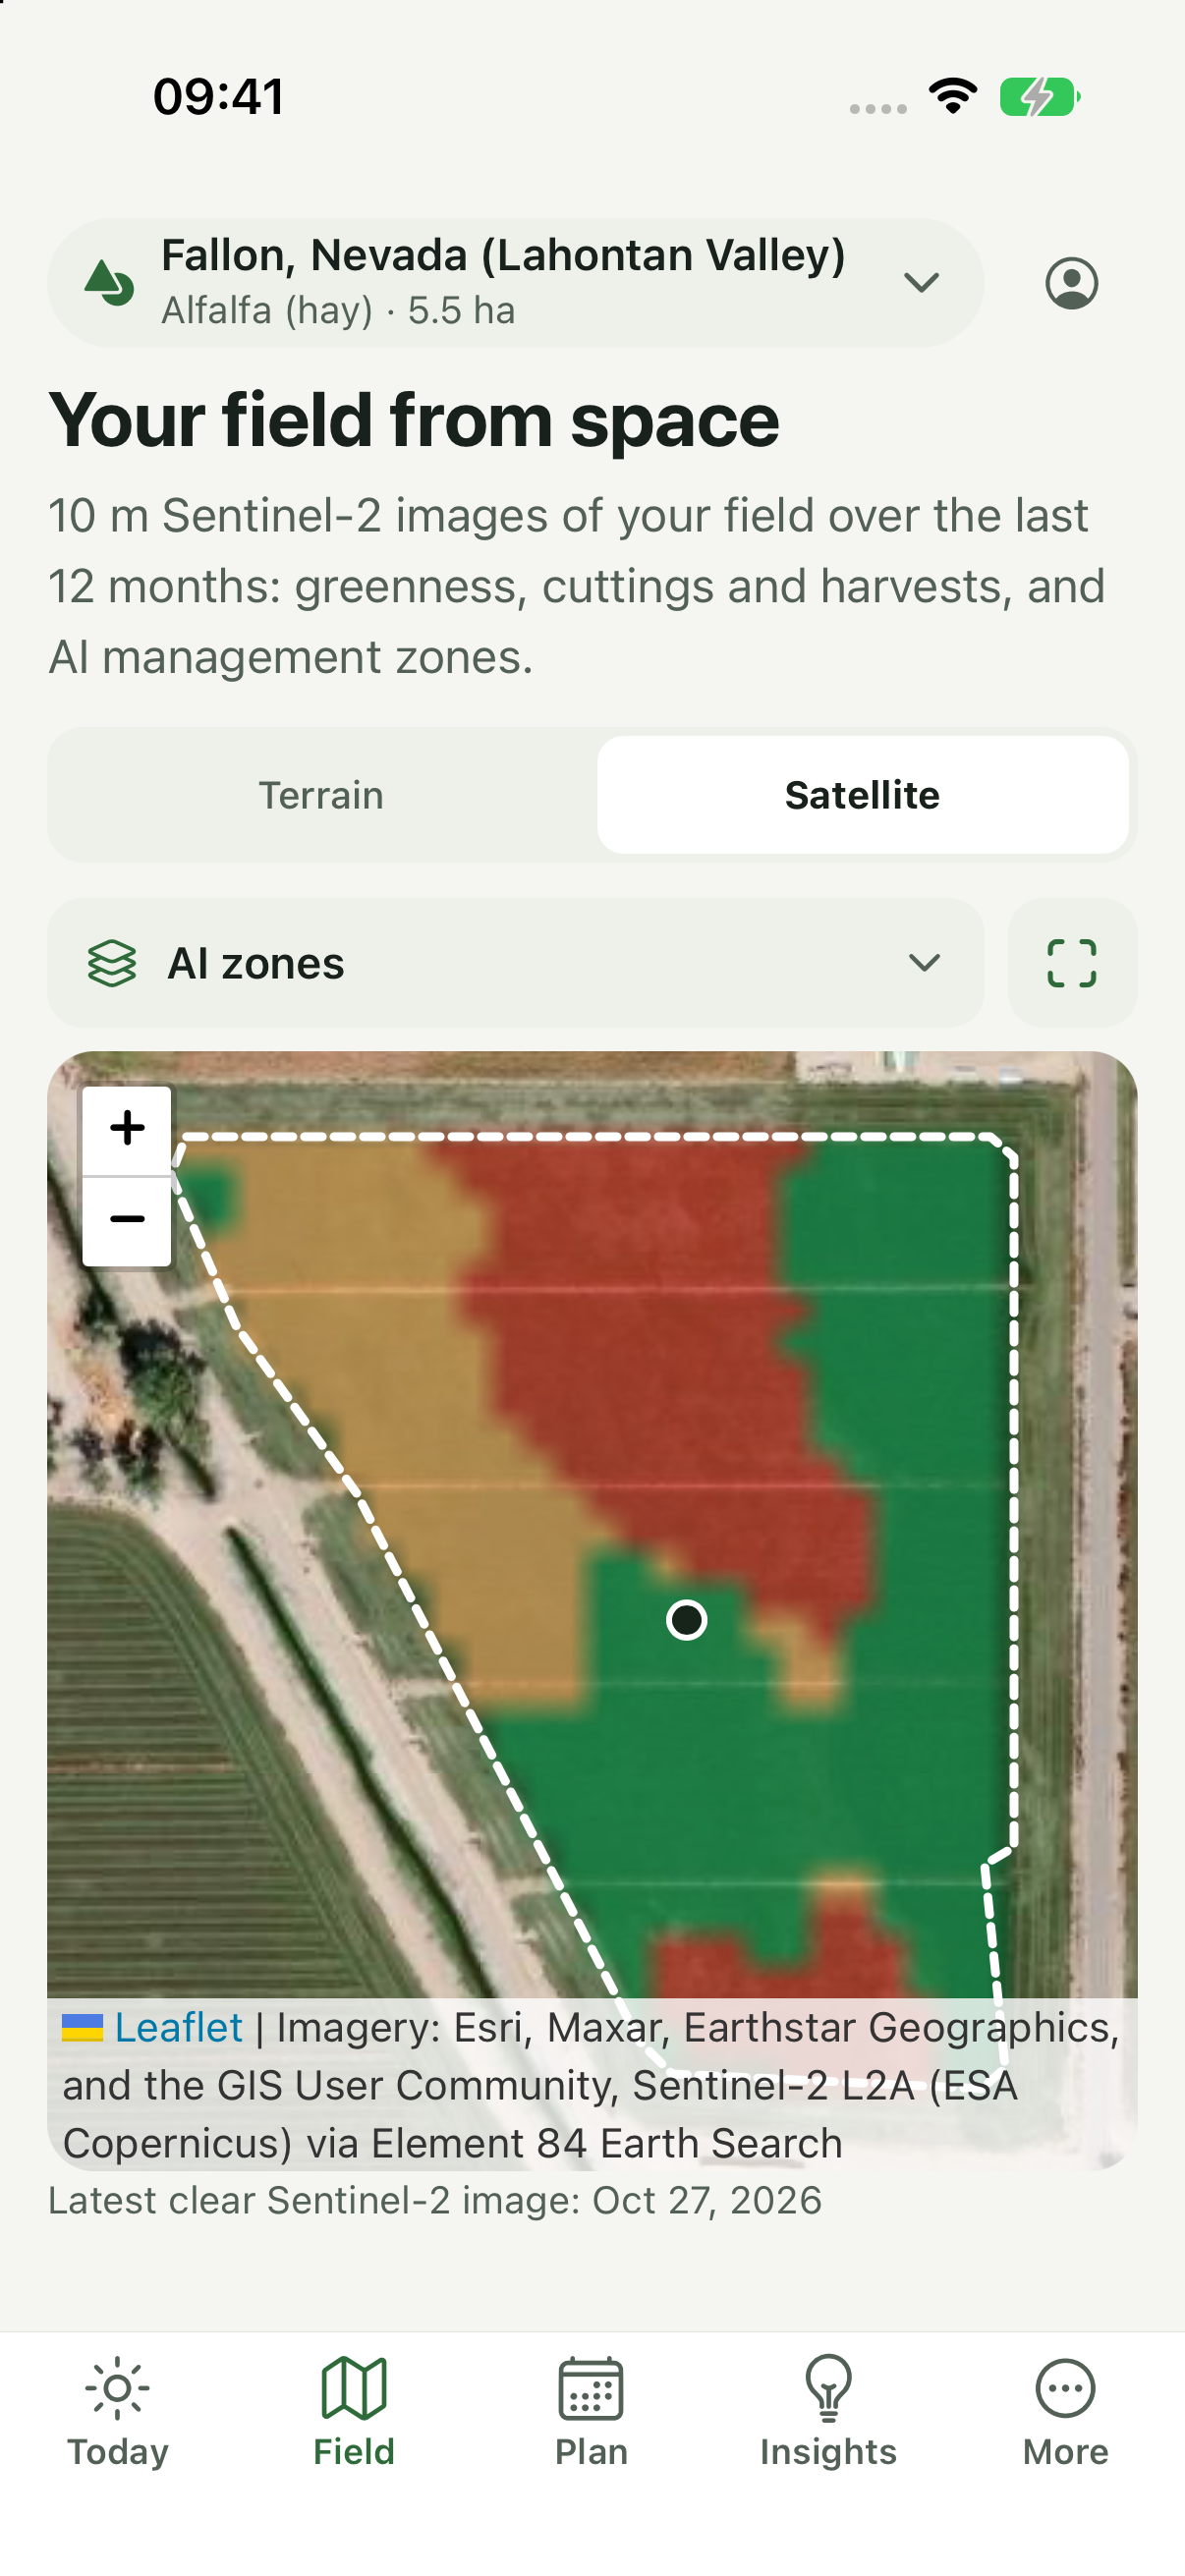 09:41
Fallon, Nevada (Lahontan Valley)
Alfalfa (hay) · 5.5 ha
Your field from space
10 m Sentinel-2 images of your field over the last
12 months: greenness, cuttings and harvests, and
AI management zones.
Terrain
Satellite
AI zones
+
−
Leaflet | Imagery: Esri, Maxar, Earthstar Geographics,
and the GIS User Community, Sentinel-2 L2A (ESA
Copernicus) via Element 84 Earth Search
Latest clear Sentinel-2 image: Oct 27, 2026
Today
Field
Plan
Insights
More